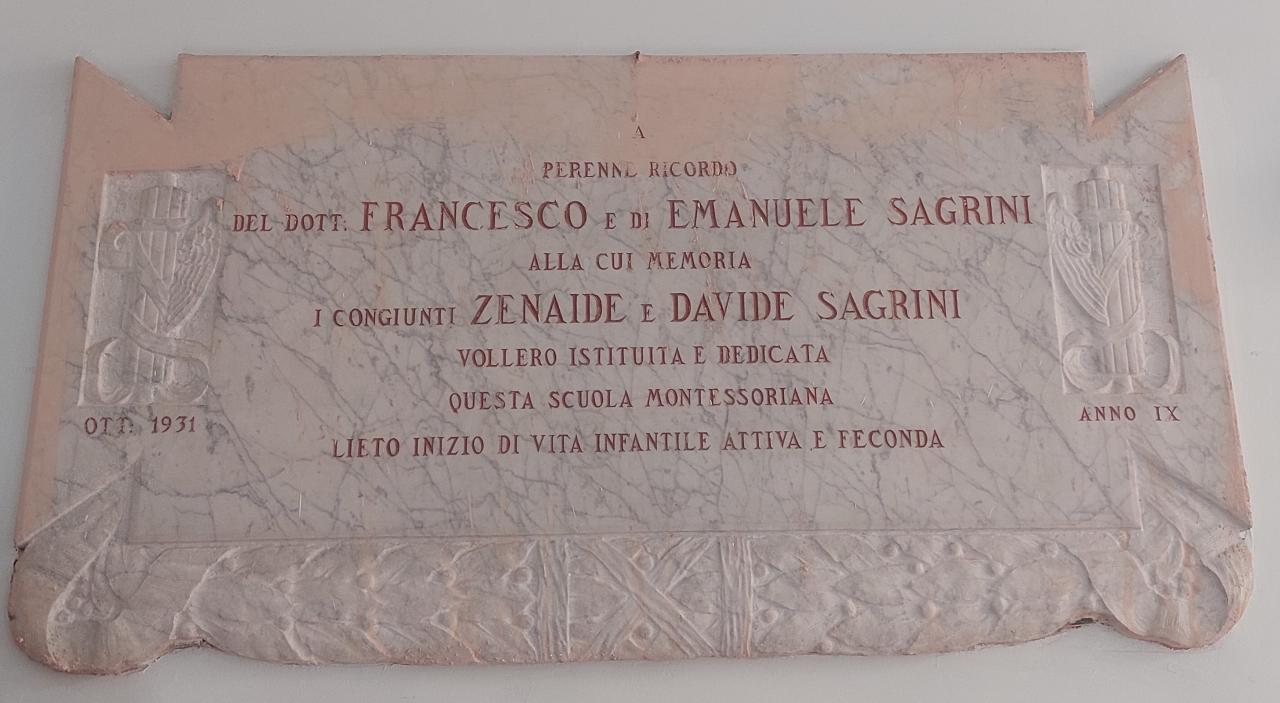 A
PERENNE RICORDO
DEL DOTT: FRANCESCO E DI EMANUELE SAGRINI
ALLA CUI MEMORIA
I CONGIUNTI ZENAIDE E DAVIDE SAGRINI
VOLLERO ISTITUITA E DEDICATA
QUESTA SCUOLA MONTESSORIANA
LIETO INIZIO DI VITA INFANTILE ATTIVA E FECONDA
OTT. 1931
ANNO IX